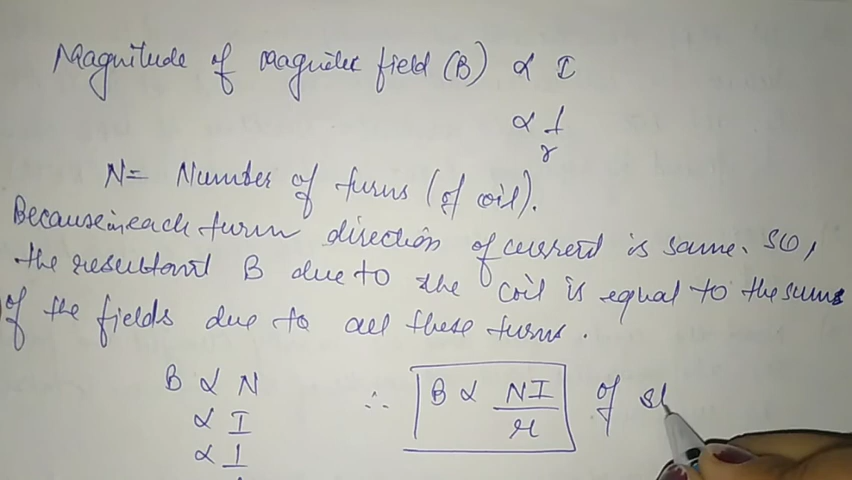 Magnitude of magnetic field (B) ∝ I
∝ 1/r
N = Number of turns (of coil).
Because in each turn direction of current is same. so,
the resultant B due to the coil is equal to the sum
of the fields due to all these turns.
B ∝ N
∝ I
∝ 1
∴ B ∝ NI/r of